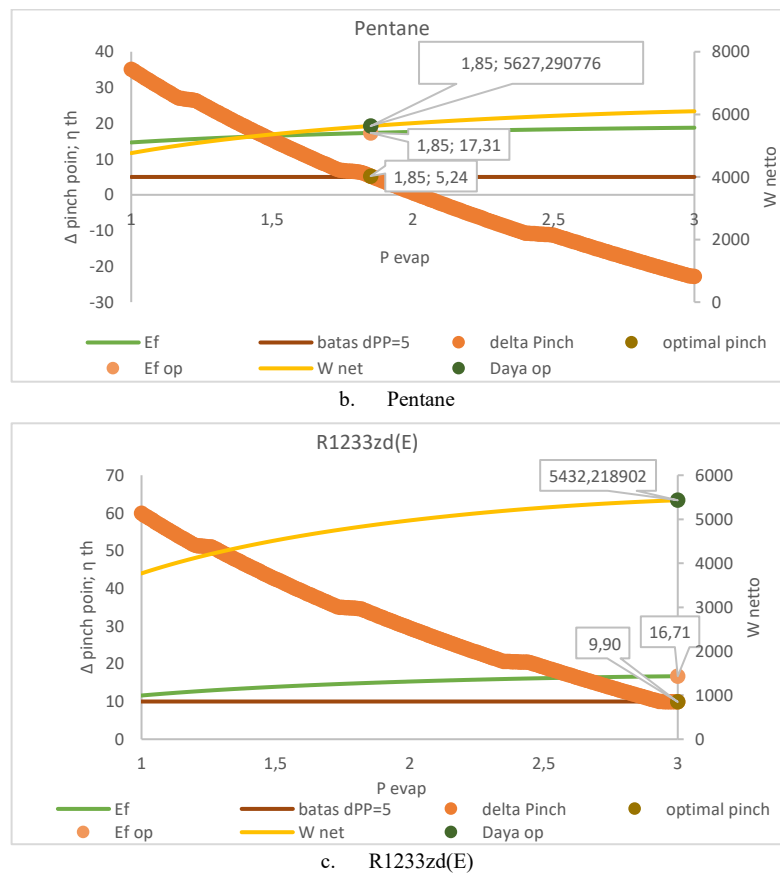 Pentane
40
30
20
10
0
-10
-20
-30
Δ pinch poin; η th
1
1,5
2
2,5
3
P evap
8000
6000
4000
2000
0
W netto
1,85; 5627,290776
1,85; 17,31
1,85; 5,24
Ef
batas dPP=5
delta Pinch
optimal pinch
Ef op
W net
Daya op
b. Pentane
R1233zd(E)
70
60
50
40
30
20
10
0
Δ pinch poin; η th
1
1,5
2
2,5
3
P evap
6000
5000
4000
3000
2000
1000
0
W netto
5432,218902
9,90
16,71
Ef
batas dPP=5
delta Pinch
optimal pinch
Ef op
W net
Daya op
c. R1233zd(E)